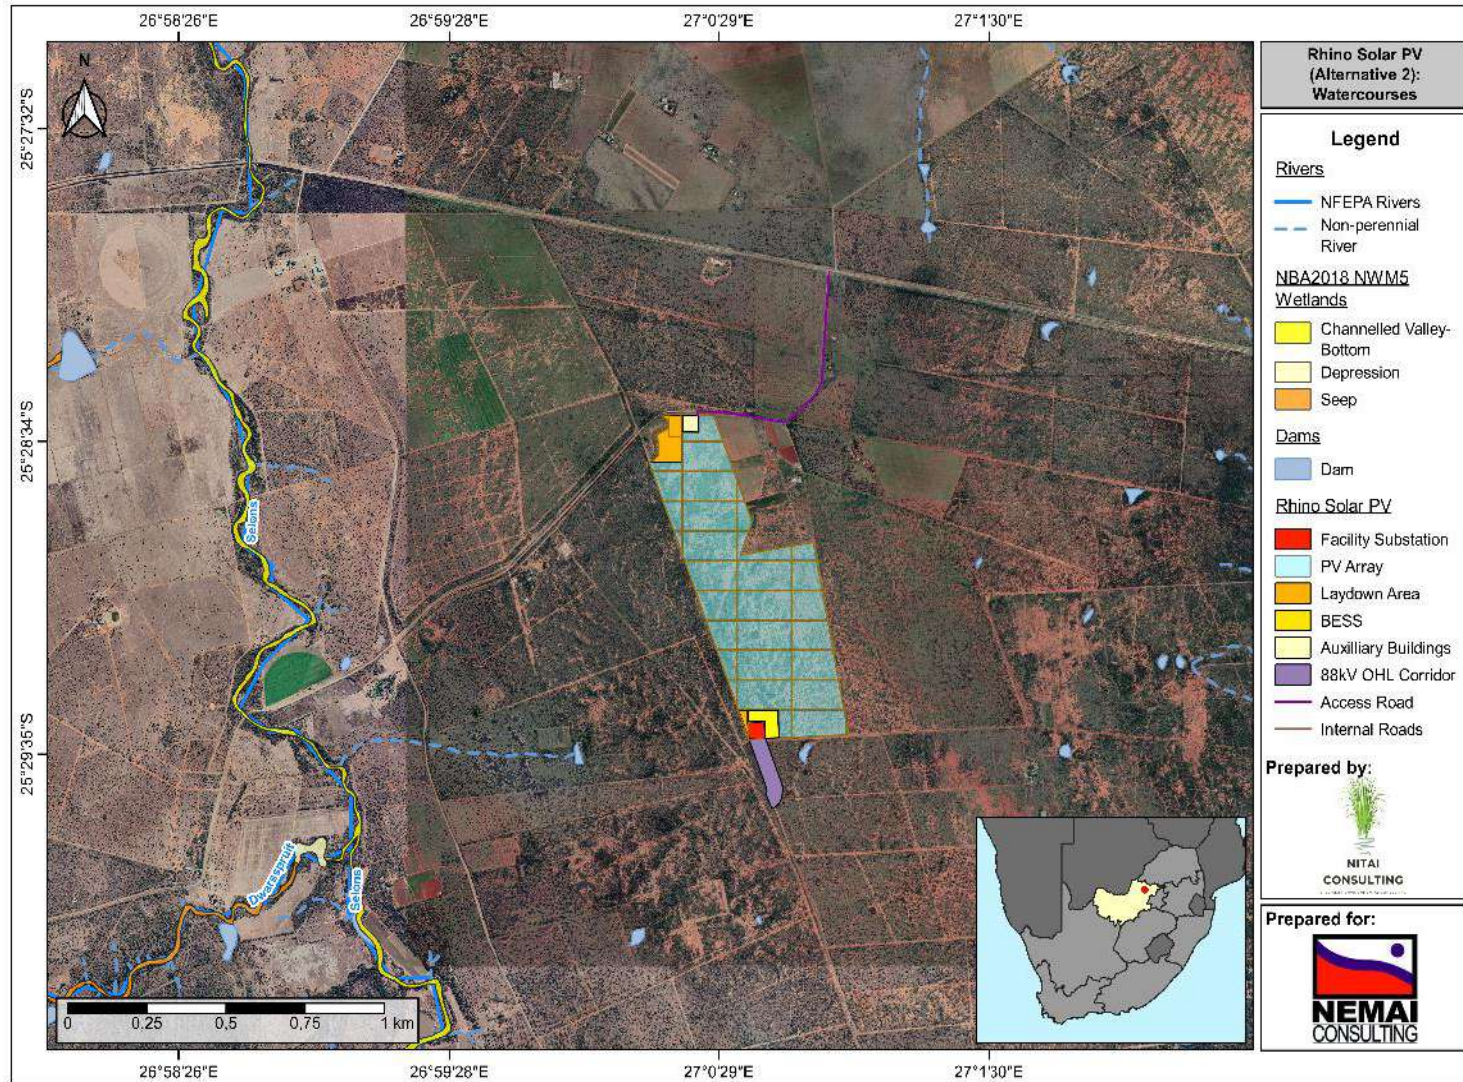 26°58'26"E
26°59'28"E
27°0'29"E
27°1'30"E
25°27'32"S
25°28'34"S
25°29'35"S
N
Selons
Dwarsspruit
Selons
0 0.25 0.5 0.75 1 km
26°58'26"E
26°59'28"E
27°0'29"E
27°1'30"E
Rhino Solar PV
(Alternative 2):
Watercourses
Legend
Rivers
NFEPA Rivers
Non-perennial
River
NBA2018 NWM5
Wetlands
Channelled Valley-
Bottom
Depression
Seep
Dams
Dam
Rhino Solar PV
Facility Substation
PV Array
Laydown Area
BESS
Auxilliary Buildings
88kV OHL Corridor
Access Road
Internal Roads
Prepared by:
NITAI
CONSULTING
Prepared for:
NEMAI
CONSULTING